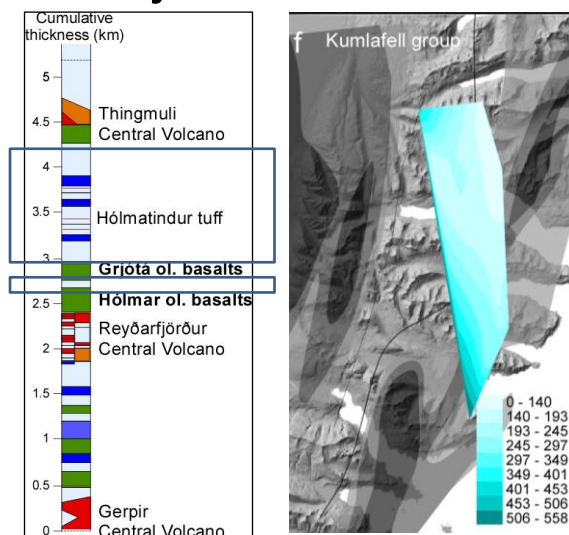 Cumulative
thickness (km)
5
Thingmuli
4.5
Central Volcano
4
3.5
Hólmatindur tuff
3
Grjótá ol. basalts
2.5
Hólmar ol. basalts
Reyðarfjörður
2
Central Volcano
1.5
1
0.5
Gerpir
0
Central Volcano
f Kumlafell group
0 - 140
140 - 193
193 - 245
245 - 297
297 - 349
349 - 401
401 - 453
453 - 506
506 - 558